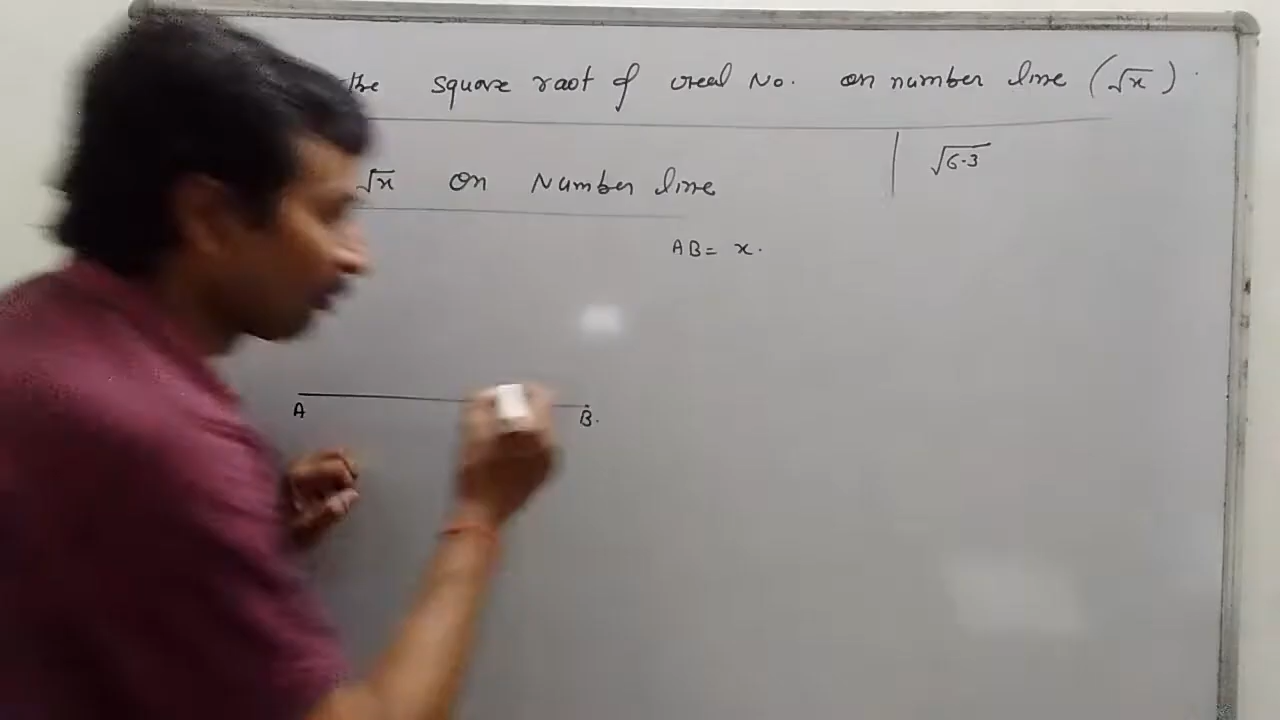 the square root of real No. on number line (√x).
√6.3
√x on Number line
AB = x.
A B.